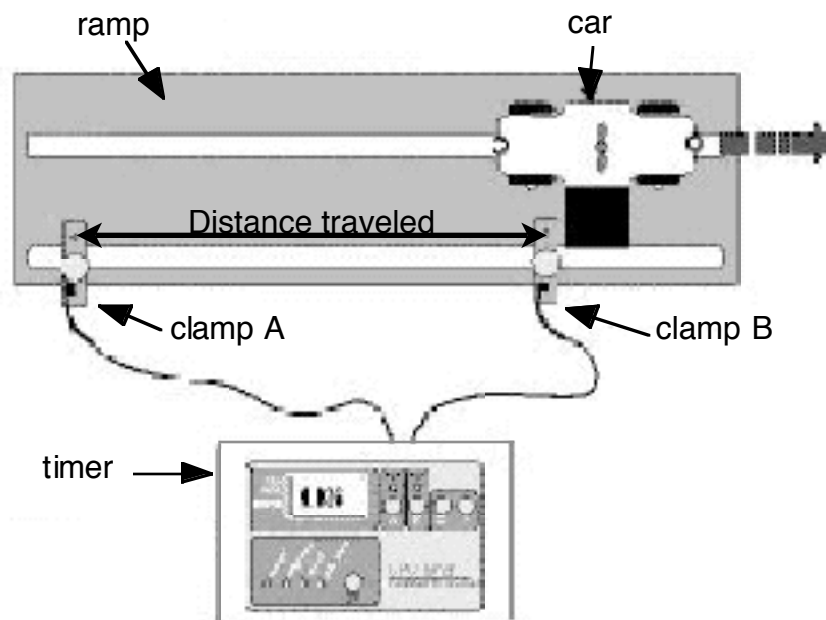 ramp
car
Distance traveled
clamp A
clamp B
timer